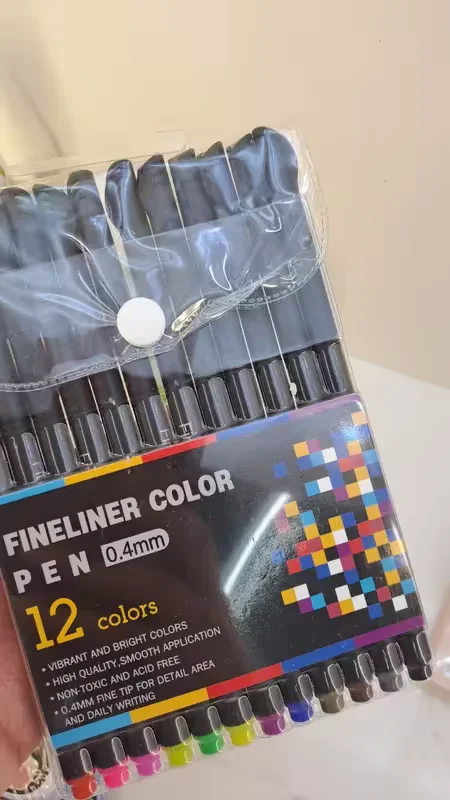 FINELINER COLOR
PEN 0.4mm
12 colors
• VIBRANT AND BRIGHT COLORS
• HIGH QUALITY,SMOOTH APPLICATION
• NON-TOXIC AND ACID FREE
• 0.4MM FINE TIP FOR DETAIL AREA
AND DAILY WRITING